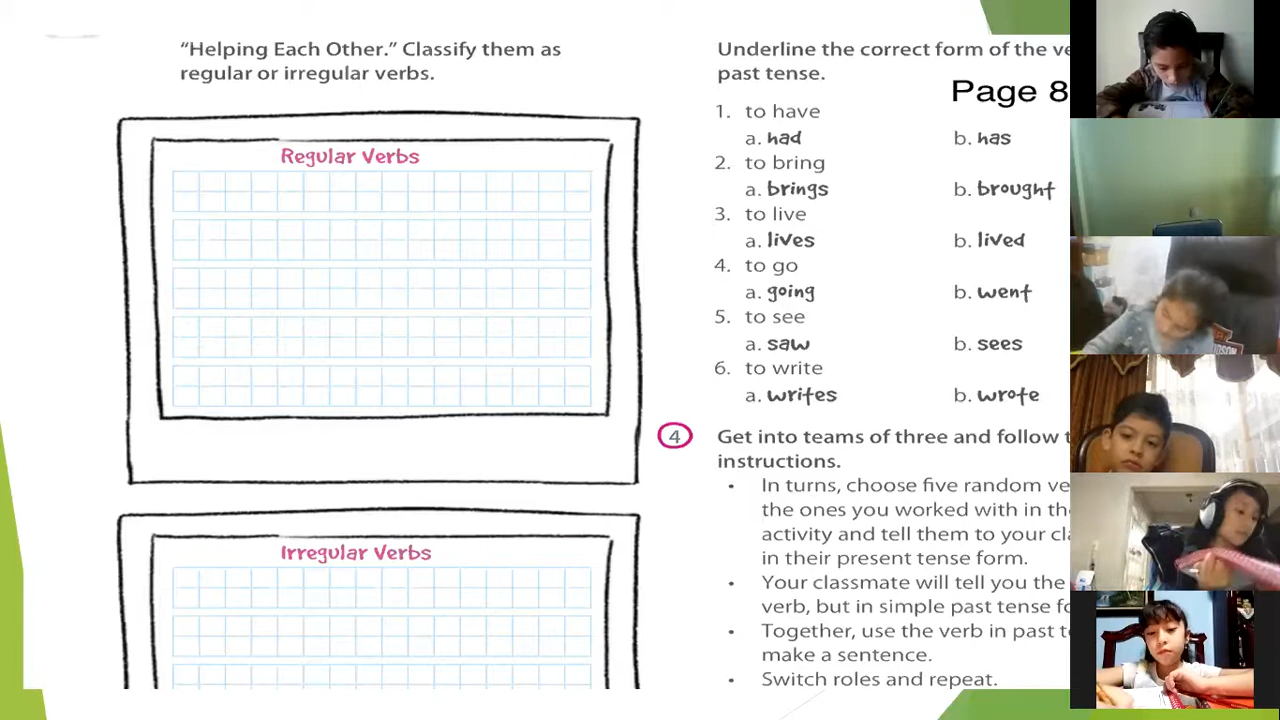 "Helping Each Other." Classify them as
regular or irregular verbs.
Regular Verbs
Irregular Verbs
Underline the correct form of the
past tense.
Page 8
1. to have
a. had b. has
2. to bring
a. brings b. brought
3. to live
a. lives b. lived
4. to go
a. going b. went
5. to see
a. saw b. sees
6. to write
a. writes b. wrote
4 Get into teams of three and follow
instructions.
• In turns, choose five random
the ones you worked with in
activity and tell them to your
in their present tense form.
• Your classmate will tell you the
verb, but in simple past tense
• Together, use the verb in past
make a sentence.
• Switch roles and repeat.